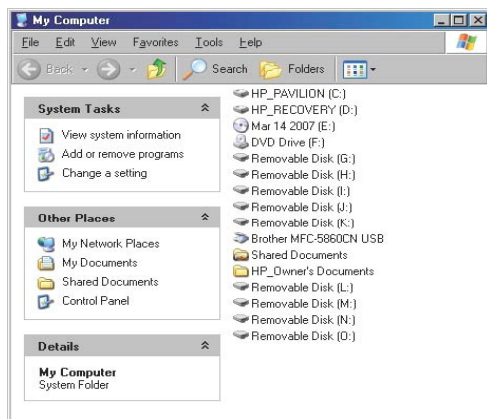 My Computer
File Edit View Favorites Tools Help
Back Search Folders
System Tasks
View system information
Add or remove programs
Change a setting
Other Places
My Network Places
My Documents
Shared Documents
Control Panel
Details
My Computer
System Folder
HP_PAVILION (C:)
HP_RECOVERY (D:)
Mar 14 2007 (E:)
DVD Drive (F:)
Removable Disk (G:)
Removable Disk (H:)
Removable Disk (I:)
Removable Disk (J:)
Removable Disk (K:)
Brother MFC-5860CN USB
Shared Documents
HP_Owner's Documents
Removable Disk (L:)
Removable Disk (M:)
Removable Disk (N:)
Removable Disk (O:)